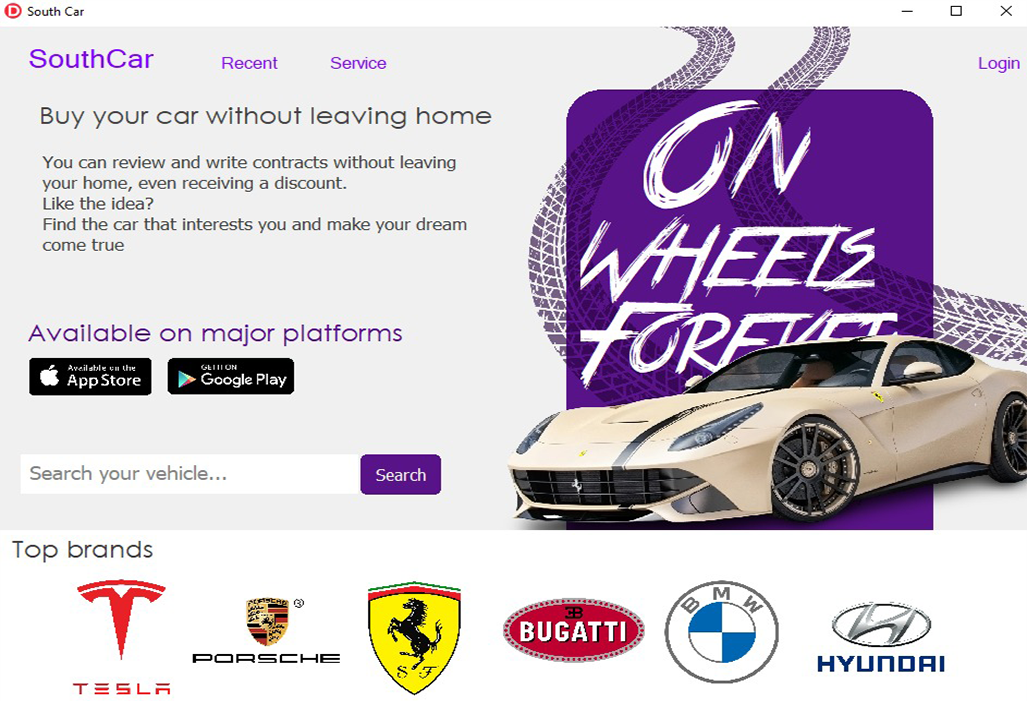 South Car
SouthCar
Recent
Service
Login
Buy your car without leaving home
You can review and write contracts without leaving
your home, even receiving a discount.
Like the idea?
Find the car that interests you and make your dream
come true
ON
WHEELS
FOREVER
Available on major platforms
Available on the
App Store
GET IT ON
Google Play
Search your vehicle...
Search
Top brands
TESLA
PORSCHE
PORSCHE
S F
EB
BUGATTI
BMW
HYUNDAI